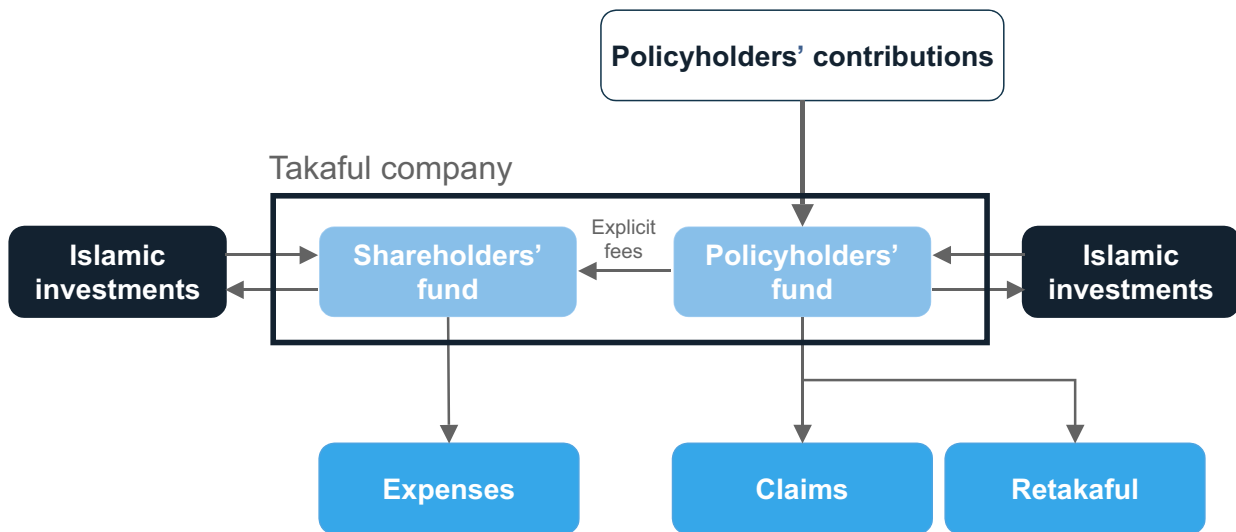 Policyholders’ contributions
Takaful company
Islamic
investments
Shareholders’
fund
Explicit
fees
Policyholders’
fund
Islamic
investments
Expenses
Claims
Retakaful